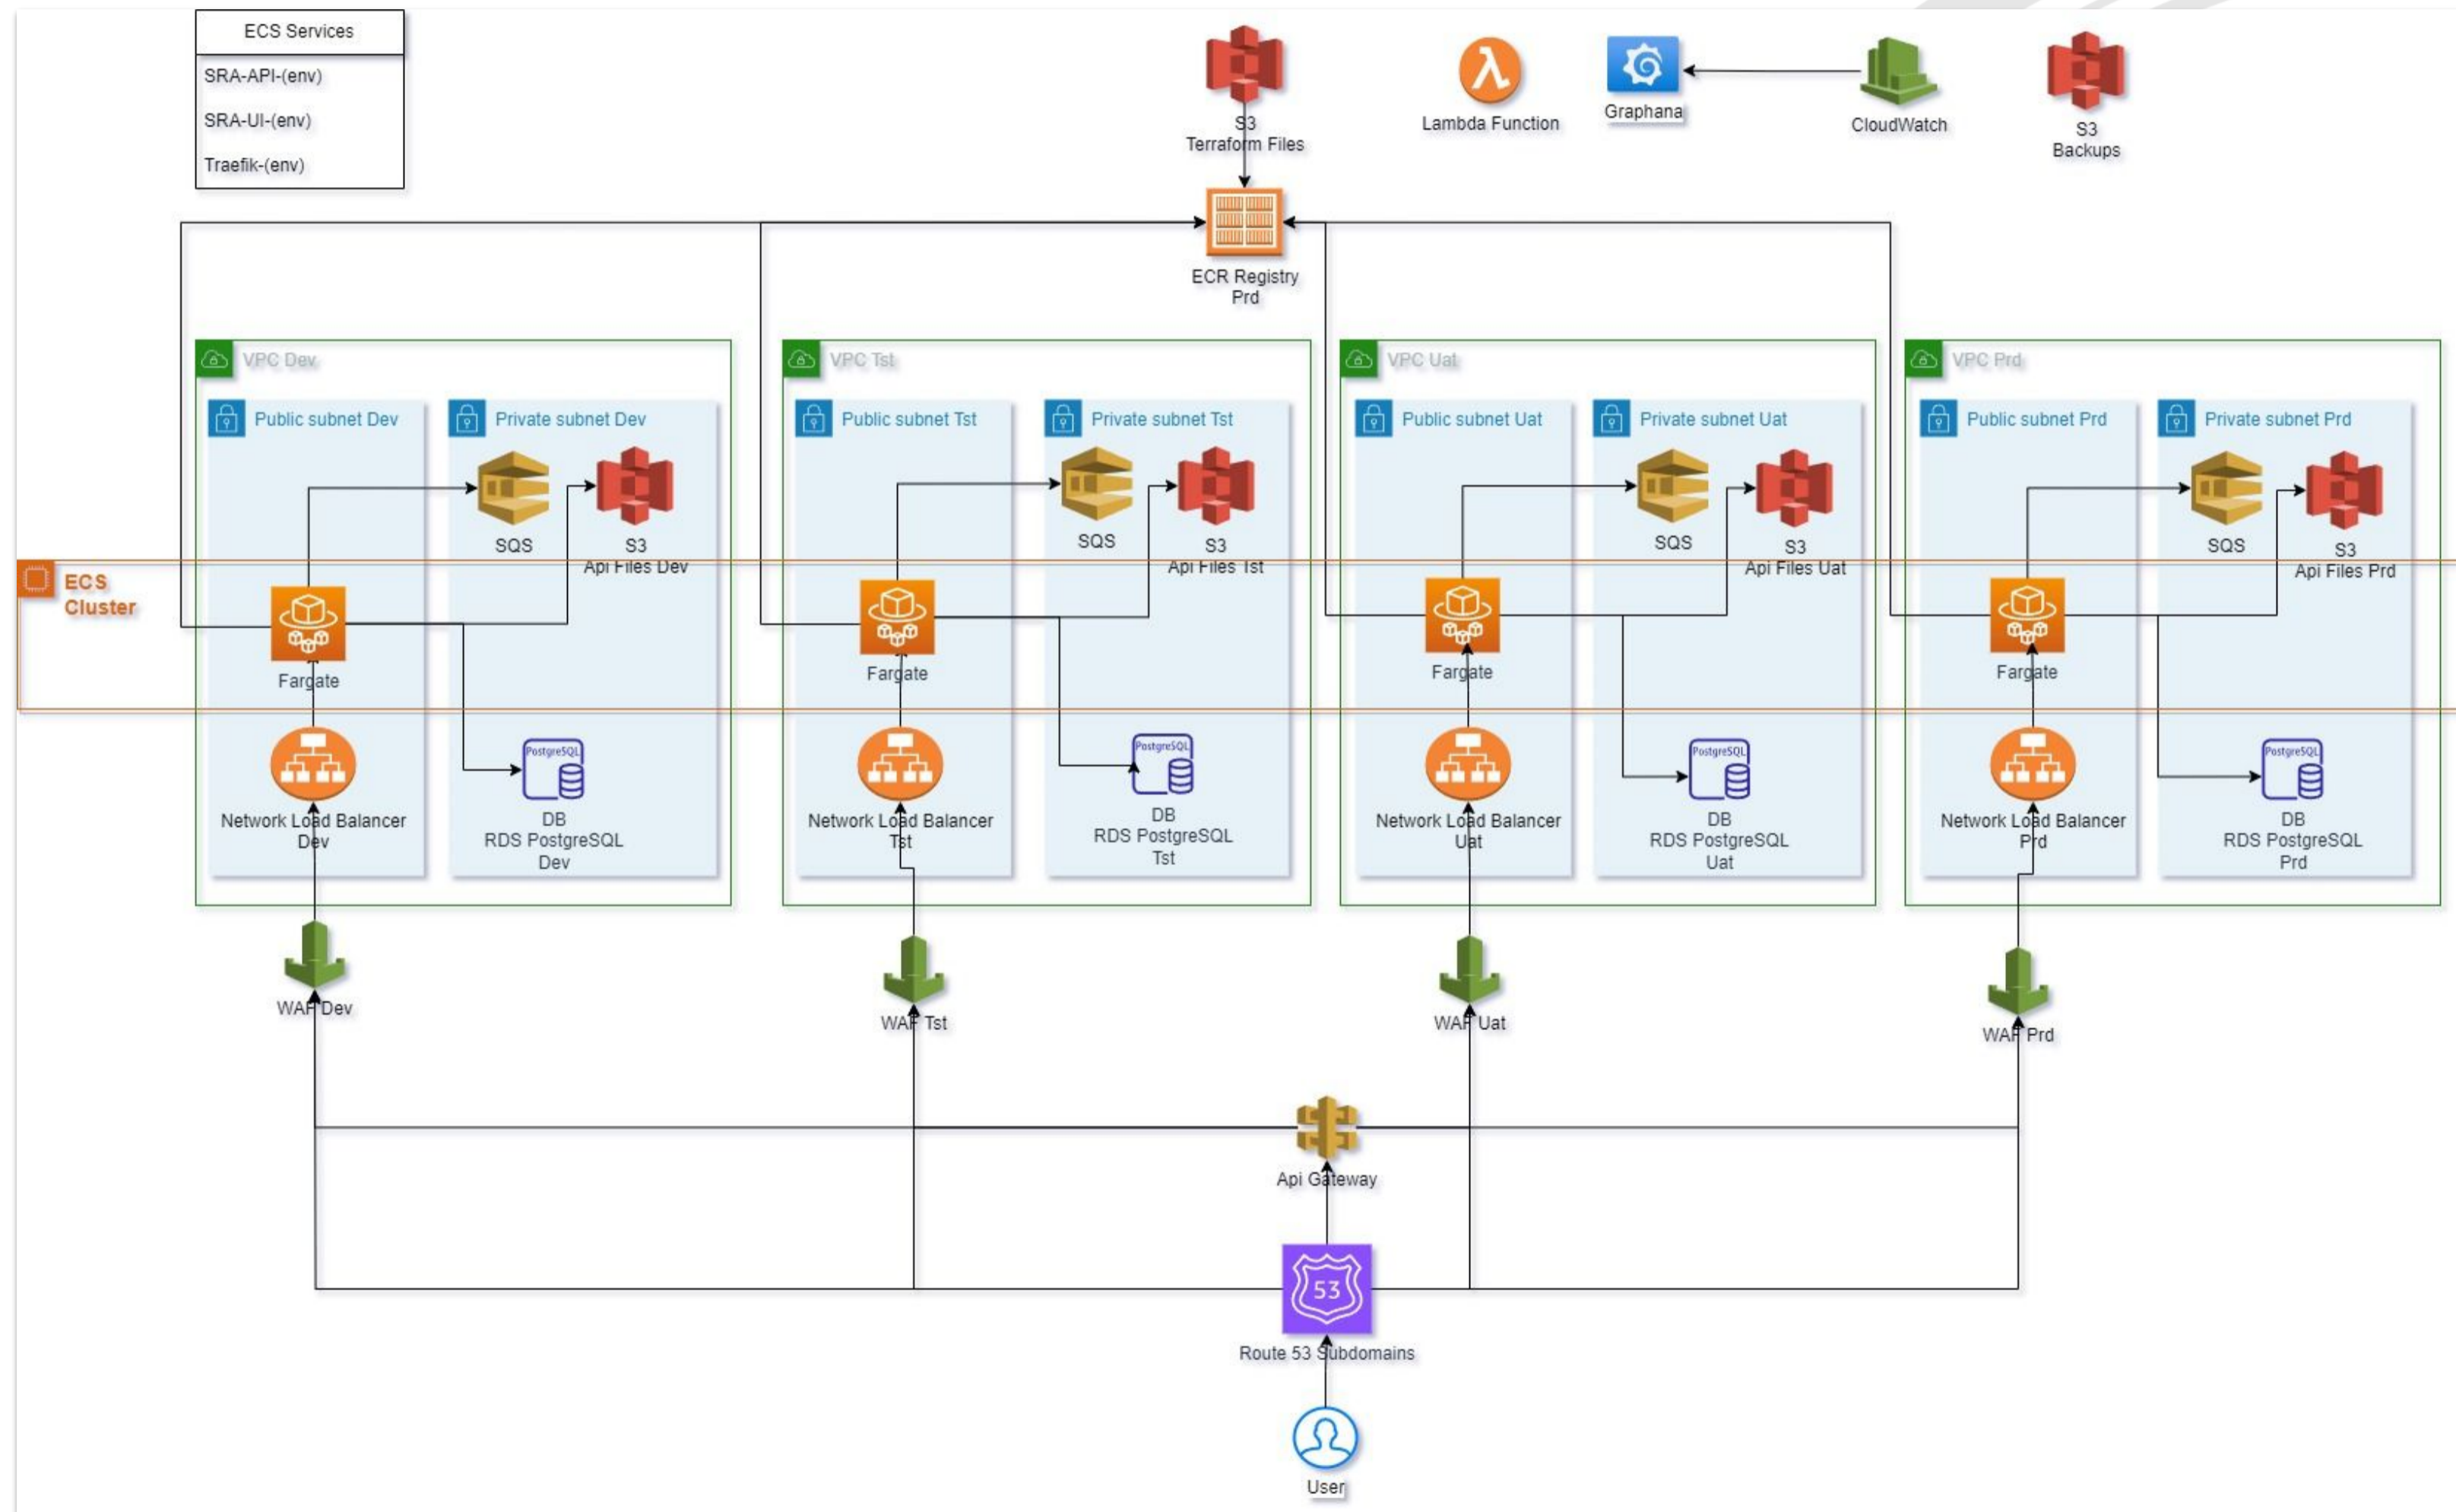 ECS Services
SRA-API-(env)
SRA-UI-(env)
Traefik-(env)
S3
Terraform Files
Lambda Function
Graphana
CloudWatch
S3
Backups
ECR Registry
Prd
VPC Dev
Public subnet Dev
Private subnet Dev
SQS
S3
Api Files Dev
Fargate
Network Load Balancer
Dev
PostgreSQL
DB
RDS PostgreSQL
Dev
VPC Tst
Public subnet Tst
Private subnet Tst
SQS
S3
Api Files Tst
Fargate
Network Load Balancer
Tst
PostgreSQL
DB
RDS PostgreSQL
Tst
VPC Uat
Public subnet Uat
Private subnet Uat
SQS
S3
Api Files Uat
Fargate
Network Load Balancer
Uat
PostgreSQL
DB
RDS PostgreSQL
Uat
VPC Prd
Public subnet Prd
Private subnet Prd
SQS
S3
Api Files Prd
Fargate
Network Load Balancer
Prd
PostgreSQL
DB
RDS PostgreSQL
Prd
ECS
Cluster
WAF Dev
WAF Tst
WAF Uat
WAF Prd
Api Gateway
53
Route 53 Subdomains
User